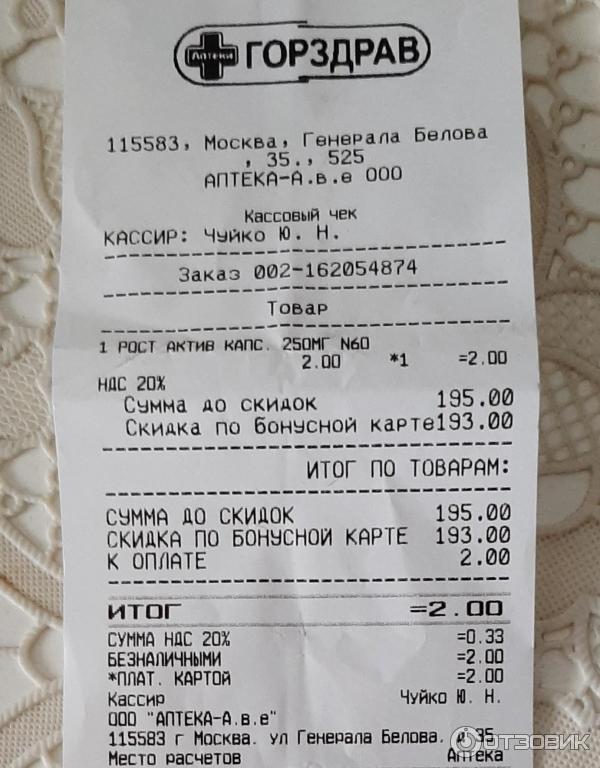 Аптеки ГОРЗДРАВ
115583, Москва, Генерала Белова
, 35., 525
АПТЕКА-А.в.е ООО
Кассовый чек
КАССИР: Чуйко Ю. Н.
Заказ 002-162054874
Товар
1 РОСТ АКТИВ КАПС. 250МГ N60
2.00 *1 =2.00
НДС 20%
Сумма до скидок 195.00
Скидка по бонусной карте193.00
ИТОГ ПО ТОВАРАМ:
СУММА ДО СКИДОК 195.00
СКИДКА ПО БОНУСНОЙ КАРТЕ 193.00
К ОПЛАТЕ 2.00
ИТОГ =2.00
СУММА НДС 20% =0.33
БЕЗНАЛИЧНЫМИ =2.00
*ПЛАТ. КАРТОЙ =2.00
Кассир Чуйко Ю. Н.
ООО "АПТЕКА-А.в.е"
115583 г Москва. ул Генерала Белова. д 35
Место расчетов Аптека
ОТЗОВИК